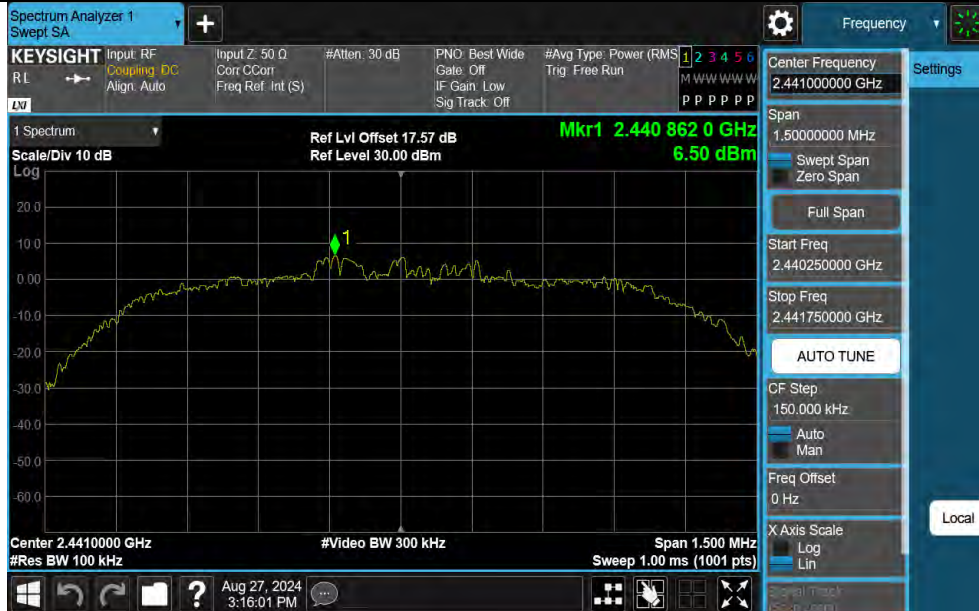 Spectrum Analyzer 1
Swept SA
+
Frequency
KEYSIGHT
RL
LXI
Input: RF
Coupling: DC
Align: Auto
Input Z: 50 Ω
Corr CCorr
Freq Ref: Int (S)
#Atten: 30 dB
PNO: Best Wide
Gate: Off
IF Gain: Low
Sig Track: Off
#Avg Type: Power (RMS
Trig: Free Run
1 2 3 4 5 6
M W W W W W
P P P P P P
1 Spectrum
Scale/Div 10 dB
Log
Ref Lvl Offset 17.57 dB
Ref Level 30.00 dBm
Mkr1 2.440 862 0 GHz
6.50 dBm
1
20.0
10.0
0.00
-10.0
-20.0
-30.0
-40.0
-50.0
-60.0
Center 2.4410000 GHz
#Res BW 100 kHz
#Video BW 300 kHz
Span 1.500 MHz
Sweep 1.00 ms (1001 pts)
Center Frequency
2.441000000 GHz
Settings
Span
1.50000000 MHz
Swept Span
Zero Span
Full Span
Start Freq
2.440250000 GHz
Stop Freq
2.441750000 GHz
AUTO TUNE
CF Step
150.000 kHz
Auto
Man
Freq Offset
0 Hz
X Axis Scale
Log
Lin
Local
Signal Track
(Span Zoom)
?
Aug 27, 2024
3:16:01 PM